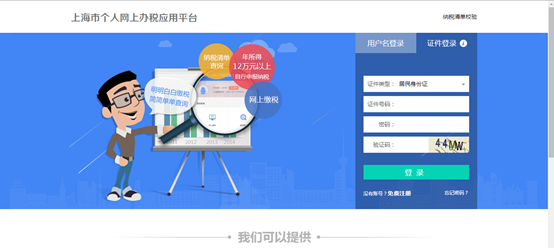 上海市个人网上办税应用平台
纳税清单校验
用户名登录
证件登录
纳税清单
查询
年所得
12万元以上
自行申报纳税
网上缴税
明明白白缴税
简简单单查询
2011 2012 2013 2014
证件类型： 居民身份证
证件号码：
密码：
验证码：
登 录
没有账号？免费注册
忘记密码？
我们可以提供